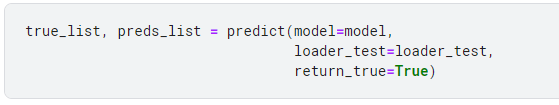 true_list, preds_list = predict(model=model,
                                loader_test=loader_test,
                                return_true=True)